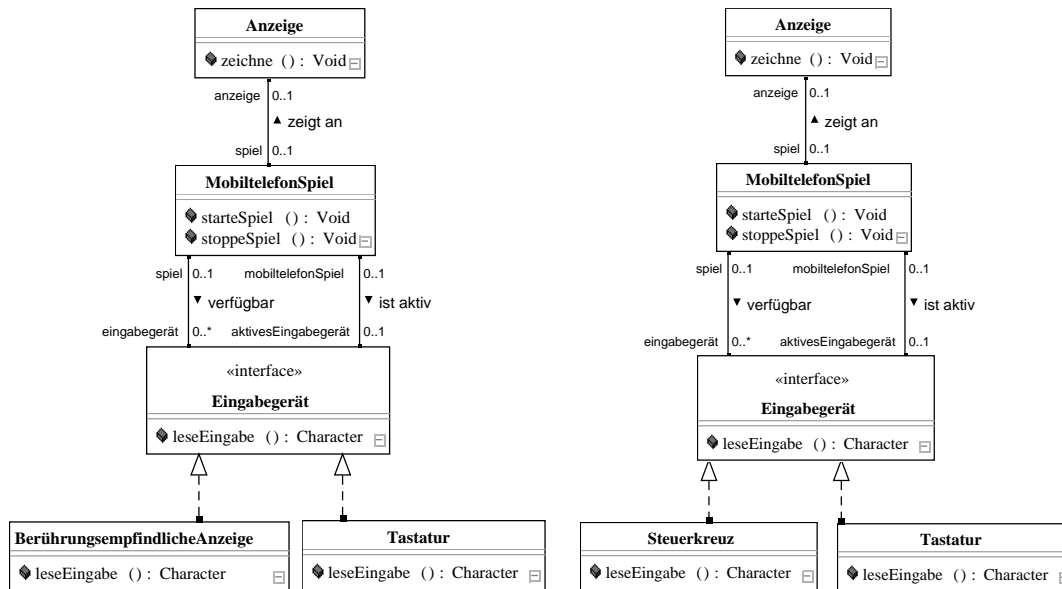 Anzeige
zeichne () : Void
anzeige 0..1
zeigt an
spiel 0..1
MobiltelefonSpiel
starteSpiel () : Void
stoppeSpiel () : Void
spiel 0..1 mobiltelefonSpiel 0..1
verfügbar ist aktiv
eingabegerät 0..* aktivesEingabegerät 0..1
«interface»
Eingabegerät
leseEingabe () : Character
BerührungsempfindlicheAnzeige
leseEingabe () : Character
Tastatur
leseEingabe () : Character
Anzeige
zeichne () : Void
anzeige 0..1
zeigt an
spiel 0..1
MobiltelefonSpiel
starteSpiel () : Void
stoppeSpiel () : Void
spiel 0..1 mobiltelefonSpiel 0..1
verfügbar ist aktiv
eingabegerät 0..* aktivesEingabegerät 0..1
«interface»
Eingabegerät
leseEingabe () : Character
Steuerkreuz
leseEingabe () : Character
Tastatur
leseEingabe () : Character